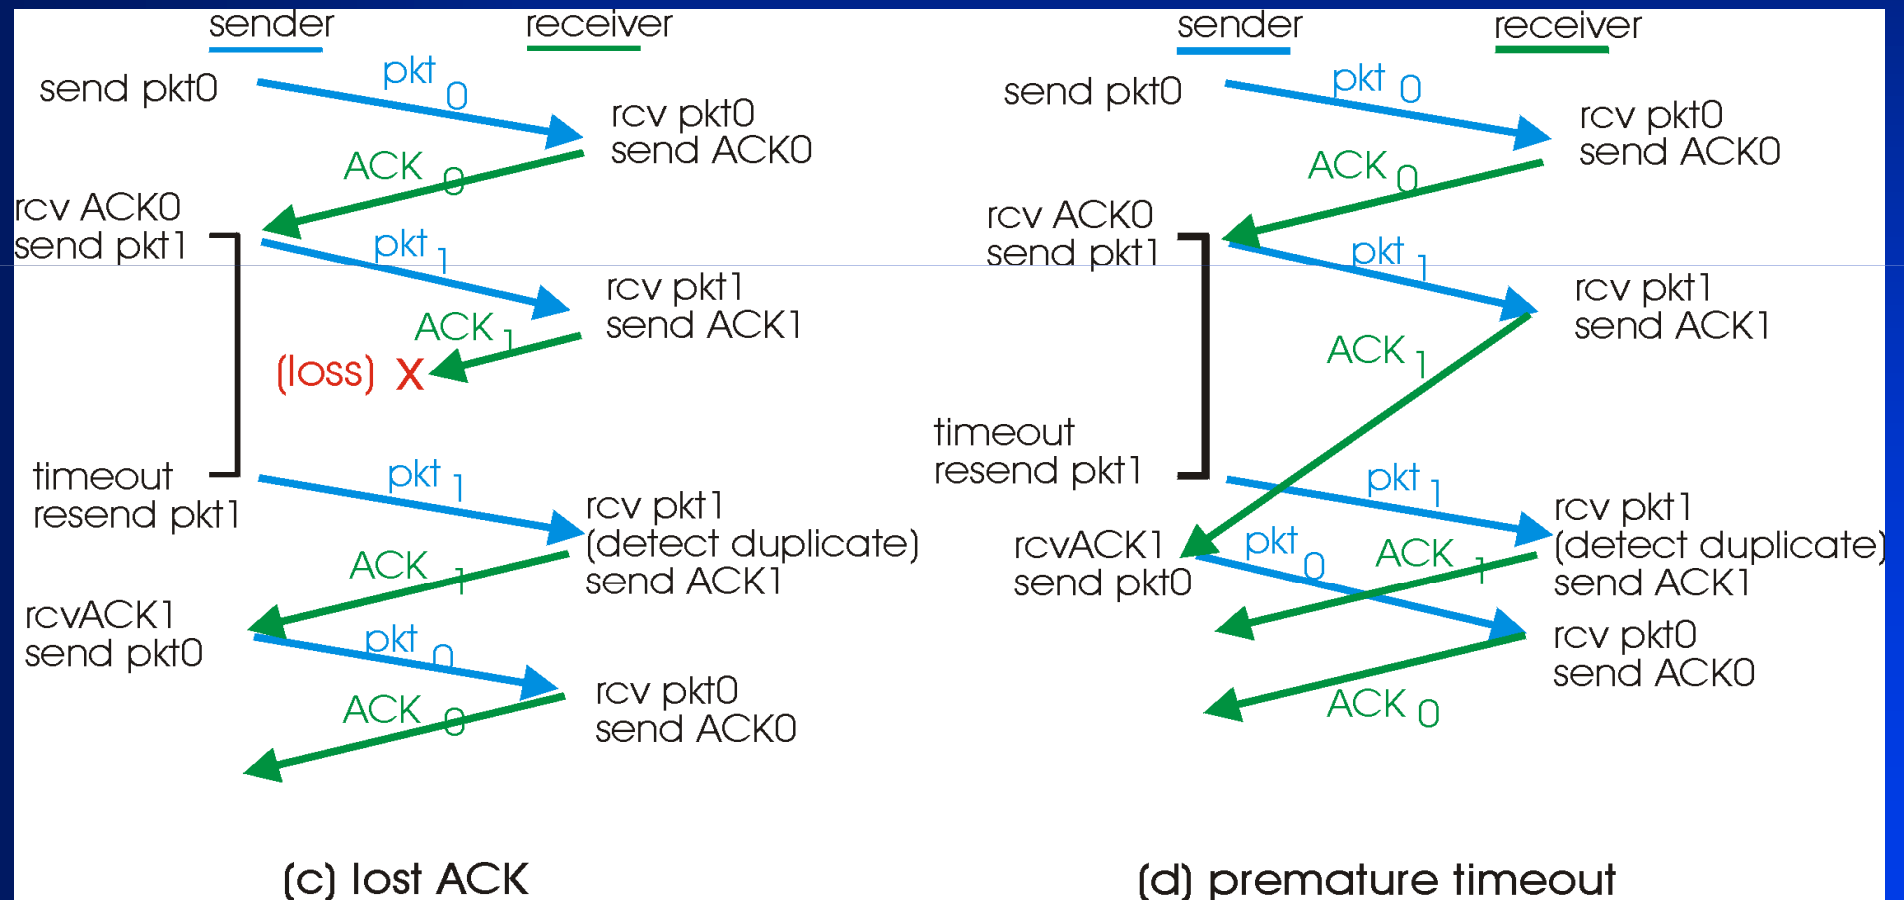 sender
receiver
send pkt0
pkt 0
rcv pkt0
send ACK0
ACK 0
rcv ACK0
send pkt1
pkt 1
rcv pkt1
send ACK1
ACK 1
(loss) X
timeout
resend pkt1
pkt 1
rcv pkt1
(detect duplicate)
send ACK1
ACK 1
rcvACK1
send pkt0
pkt 0
rcv pkt0
send ACK0
ACK 0
(c) lost ACK
sender
receiver
send pkt0
pkt 0
rcv pkt0
send ACK0
ACK 0
rcv ACK0
send pkt1
pkt 1
rcv pkt1
send ACK1
ACK 1
timeout
resend pkt1
pkt 1
rcv pkt1
(detect duplicate)
send ACK1
rcvACK1
send pkt0
pkt 0
ACK 1
rcv pkt0
send ACK0
ACK 0
(d) premature timeout